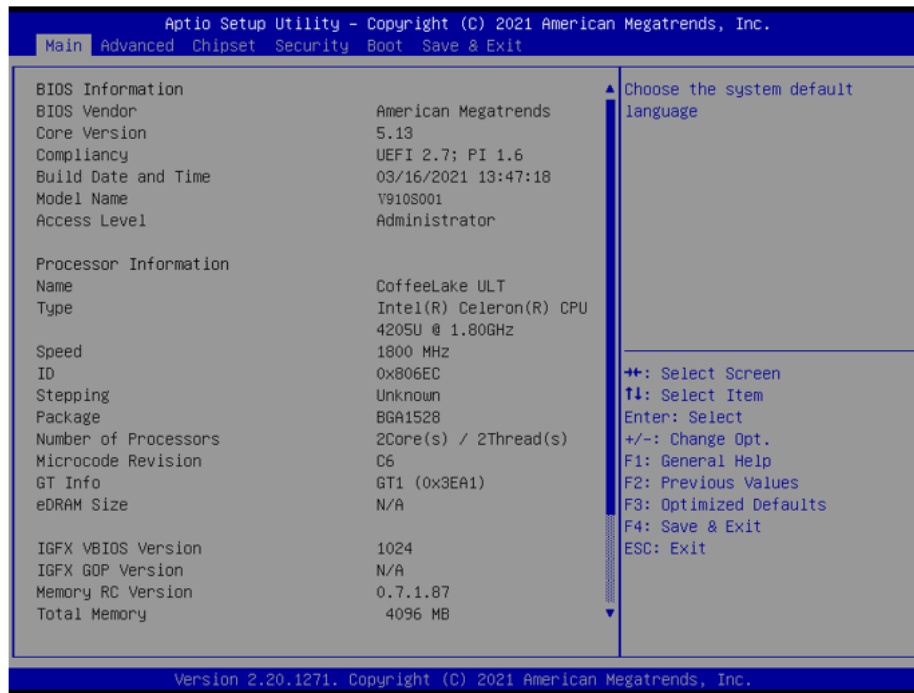 Aptio Setup Utility – Copyright (C) 2021 American Megatrends, Inc.
Main Advanced Chipset Security Boot Save & Exit
BIOS Information
BIOS Vendor American Megatrends
Core Version 5.13
Compliancy UEFI 2.7; PI 1.6
Build Date and Time 03/16/2021 13:47:18
Model Name V910S001
Access Level Administrator
Processor Information
Name CoffeeLake ULT
Type Intel(R) Celeron(R) CPU
4205U @ 1.80GHz
Speed 1800 MHz
ID 0x806EC
Stepping Unknown
Package BGA1528
Number of Processors 2Core(s) / 2Thread(s)
Microcode Revision C6
GT Info GT1 (0x3EA1)
eDRAM Size N/A
IGFX VBIOS Version 1024
IGFX GOP Version N/A
Memory RC Version 0.7.1.87
Total Memory 4096 MB
Choose the system default
language
→←: Select Screen
↑↓: Select Item
Enter: Select
+/-: Change Opt.
F1: General Help
F2: Previous Values
F3: Optimized Defaults
F4: Save & Exit
ESC: Exit
Version 2.20.1271. Copyright (C) 2021 American Megatrends, Inc.